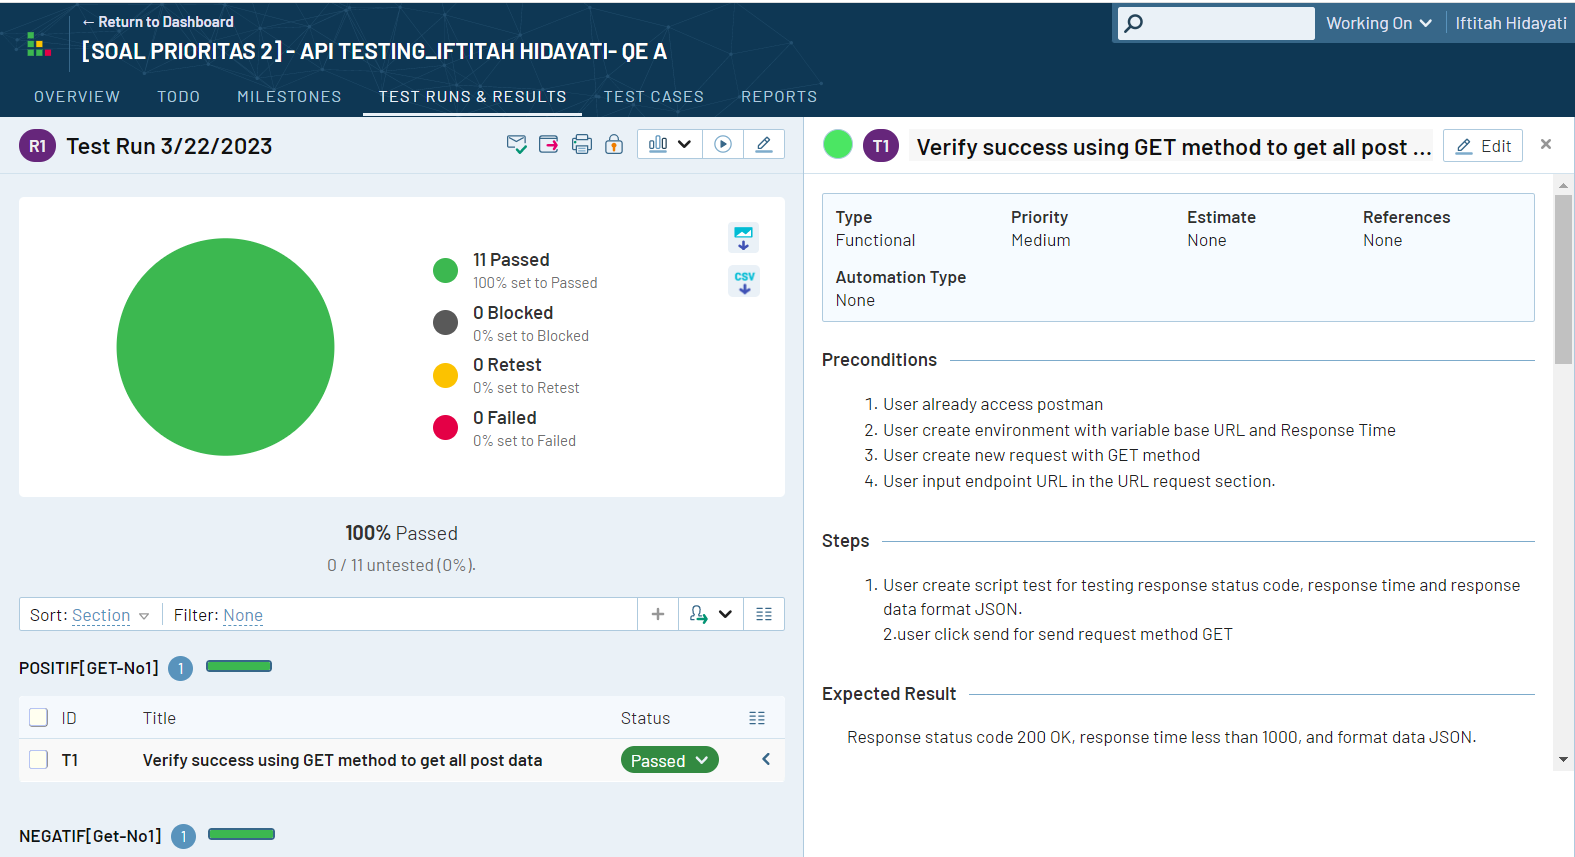 ← Return to Dashboard
[SOAL PRIORITAS 2] - API TESTING_IFTITAH HIDAYATI- QE A
Working On
Iftitah Hidayati
OVERVIEW TODO MILESTONES TEST RUNS & RESULTS TEST CASES REPORTS
R1 Test Run 3/22/2023
11 Passed
100% set to Passed
0 Blocked
0% set to Blocked
0 Retest
0% set to Retest
0 Failed
0% set to Failed
CSV
100% Passed
0 / 11 untested (0%).
Sort: Section Filter: None
POSITIF[GET-No1] 1
ID Title Status
T1 Verify success using GET method to get all post data Passed
NEGATIF[Get-No1] 1
T1 Verify success using GET method to get all post ... Edit ×
Type Priority Estimate References
Functional Medium None None
Automation Type
None
Preconditions
1. User already access postman
2. User create environment with variable base URL and Response Time
3. User create new request with GET method
4. User input endpoint URL in the URL request section.
Steps
1. User create script test for testing response status code, response time and response
data format JSON.
2.user click send for send request method GET
Expected Result
Response status code 200 OK, response time less than 1000, and format data JSON.